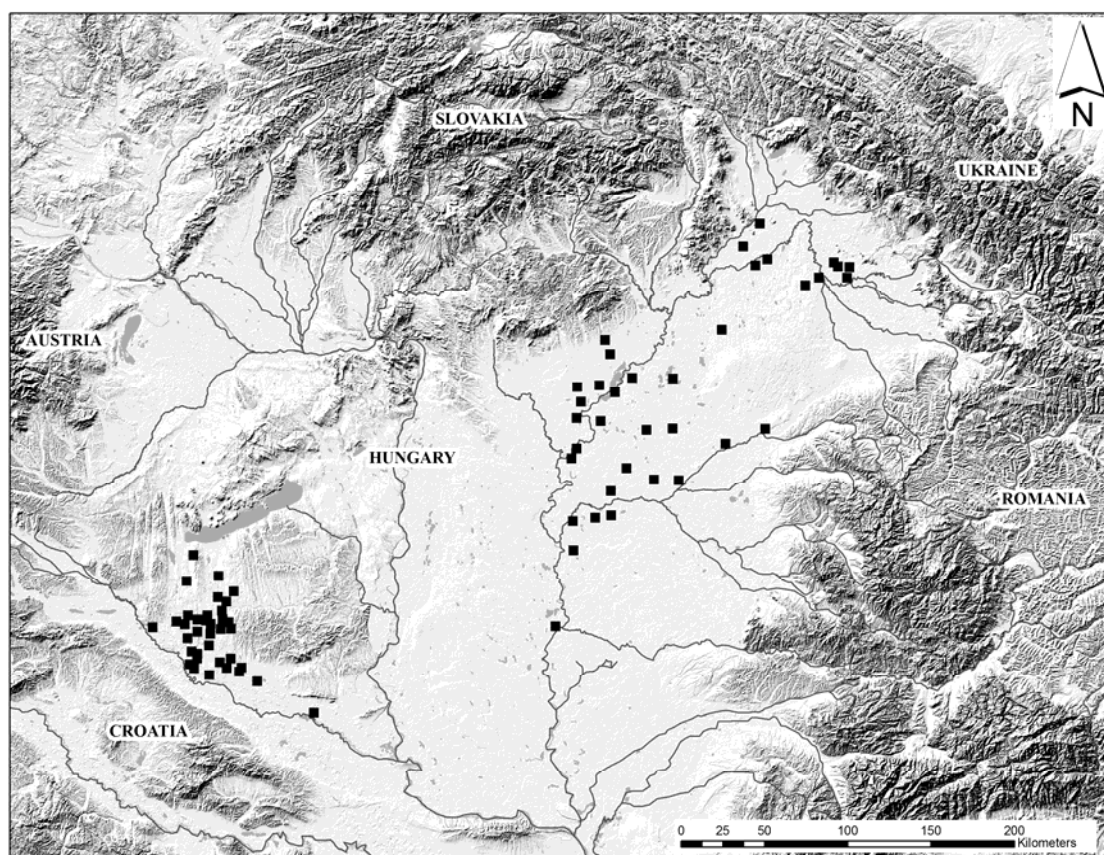 N
SLOVAKIA
UKRAINE
AUSTRIA
HUNGARY
ROMANIA
CROATIA
0 25 50 100 150 200
Kilometers